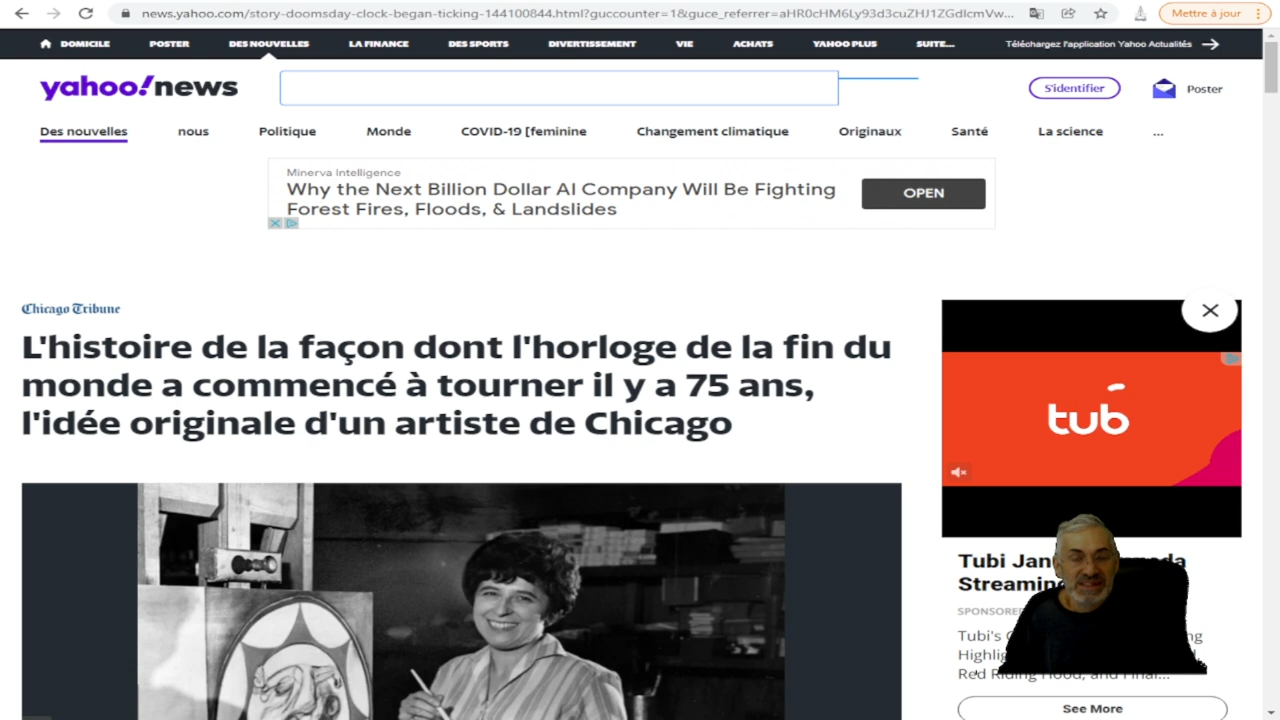 news.yahoo.com/story-doomsday-clock-began-ticking-144100844.html?guccounter=1&guce_referrer=aHR0cHM6Ly93d3cuZHJ1ZGdlcmVw...
Mettre à jour
DOMICILE POSTER DES NOUVELLES LA FINANCE DES SPORTS DIVERTISSEMENT VIE ACHATS YAHOO PLUS SUITE... Téléchargez l'application Yahoo Actualités
yahoo!news
S'identifier
Poster
Des nouvelles nous Politique Monde COVID-19 [feminine Changement climatique Originaux Santé La science ...
Minerva Intelligence
Why the Next Billion Dollar AI Company Will Be Fighting
Forest Fires, Floods, & Landslides
OPEN
Chicago Tribune
L'histoire de la façon dont l'horloge de la fin du
monde a commencé à tourner il y a 75 ans,
l'idée originale d'un artiste de Chicago
tub
Tubi
Streaming
SPONSORED
Tubi's
Red Riding Hood, and Final...
See More